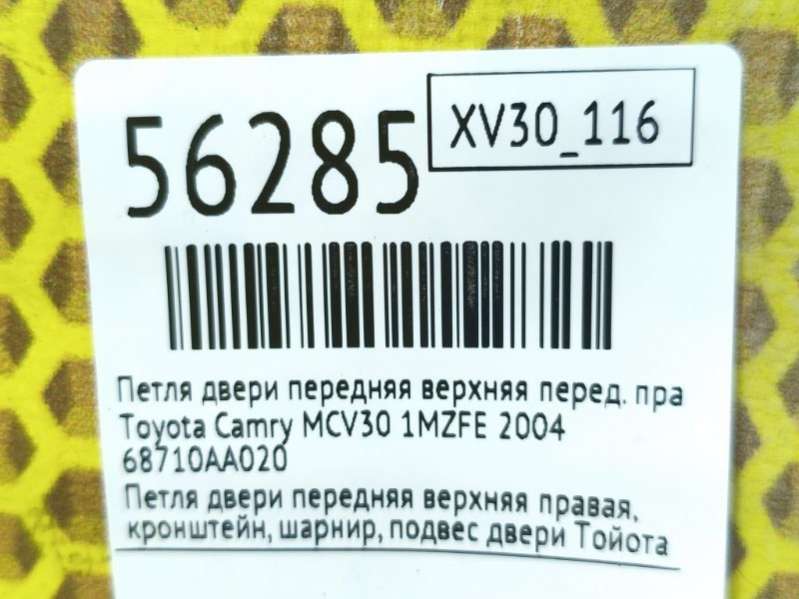 56285
XV30_116
Петля двери передняя верхняя перед. пра
Toyota Camry MCV30 1MZFE 2004
68710AA020
Петля двери передняя верхняя правая,
кронштейн, шарнир, подвес двери Тойота